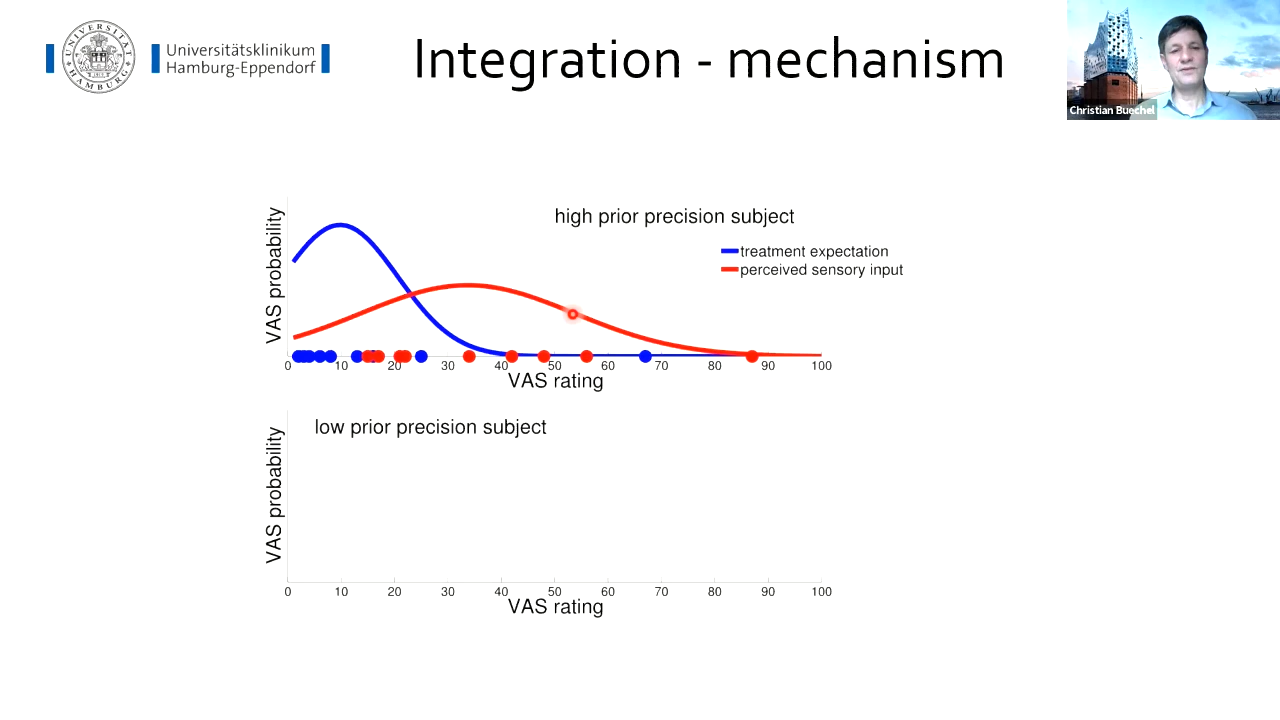 UNIVERSITÄT
HAMBURG
Universitätsklinikum
Hamburg-Eppendorf
Integration - mechanism
Christian Buechel
high prior precision subject
treatment expectation
perceived sensory input
VAS probability
0 10 20 30 40 50 60 70 80 90 100
VAS rating
low prior precision subject
VAS probability
0 10 20 30 40 50 60 70 80 90 100
VAS rating